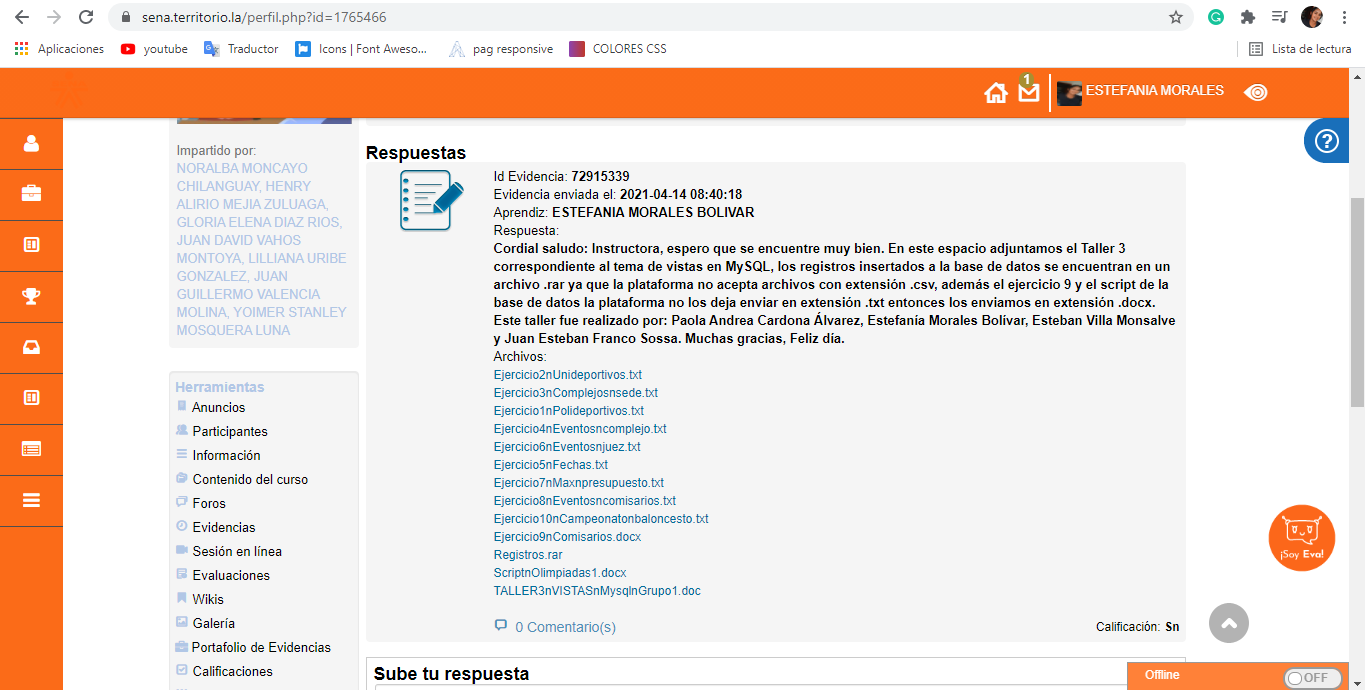 sena.territorio.la/perfil.php?id=1765466
Aplicaciones
youtube
Traductor
Icons | Font Aweso...
pag responsive
COLORES CSS
Lista de lectura
1
ESTEFANIA MORALES
Impartido por:
NORALBA MONCAYO
CHILANGUAY, HENRY
ALIRIO MEJIA ZULUAGA,
GLORIA ELENA DIAZ RIOS,
JUAN DAVID VAHOS
MONTOYA, LILLIANA URIBE
GONZALEZ, JUAN
GUILLERMO VALENCIA
MOLINA, YOIMER STANLEY
MOSQUERA LUNA
Herramientas
Anuncios
Participantes
Información
Contenido del curso
Foros
Evidencias
Sesión en línea
Evaluaciones
Wikis
Galería
Portafolio de Evidencias
Calificaciones
Respuestas
Id Evidencia: 72915339
Evidencia enviada el: 2021-04-14 08:40:18
Aprendiz: ESTEFANIA MORALES BOLIVAR
Respuesta:
Cordial saludo: Instructora, espero que se encuentre muy bien. En este espacio adjuntamos el Taller 3
correspondiente al tema de vistas en MySQL, los registros insertados a la base de datos se encuentran en un
archivo .rar ya que la plataforma no acepta archivos con extensión .csv, además el ejercicio 9 y el script de la
base de datos la plataforma no los deja enviar en extensión .txt entonces los enviamos en extensión .docx.
Este taller fue realizado por: Paola Andrea Cardona Álvarez, Estefanía Morales Bolívar, Esteban Villa Monsalve
y Juan Esteban Franco Sossa. Muchas gracias, Feliz día.
Archivos:
Ejercicio2nUnideportivos.txt
Ejercicio3nComplejosnsede.txt
Ejercicio1nPolideportivos.txt
Ejercicio4nEventosncomplejo.txt
Ejercicio6nEventosnjuez.txt
Ejercicio5nFechas.txt
Ejercicio7nMaxnpresupuesto.txt
Ejercicio8nEventosncomisarios.txt
Ejercicio10nCampeonatonbaloncesto.txt
Ejercicio9nComisarios.docx
Registros.rar
ScriptnOlimpiadas1.docx
TALLER3nVISTASnMysqlnGrupo1.doc
0 Comentario(s)
Calificación: Sn
Sube tu respuesta
¡Soy Eva!
Offline
OFF